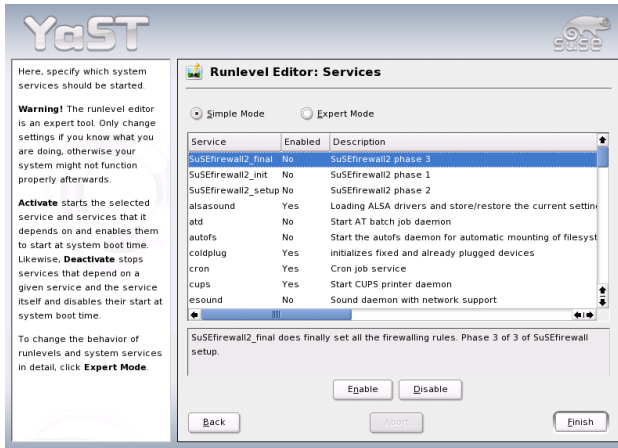 YaST
SuSE
Here, specify which system
services should be started.
Warning! The runlevel editor
is an expert tool. Only change
settings if you know what you
are doing, otherwise your
system might not function
properly afterwards.
Activate starts the selected
service and services that it
depends on and enables them
to start at system boot time.
Likewise, Deactivate stops
services that depend on a
given service and the service
itself and disables their start at
system boot time.
To change the behavior of
runlevels and system services
in detail, click Expert Mode.
Runlevel Editor: Services
Simple Mode Expert Mode
Service Enabled Description
SuSEfirewall2_final No SuSEfirewall2 phase 3
SuSEfirewall2_init No SuSEfirewall2 phase 1
SuSEfirewall2_setup No SuSEfirewall2 phase 2
alsasound Yes Loading ALSA drivers and store/restore the current settin
atd No Start AT batch job daemon
autofs No Start the autofs daemon for automatic mounting of filesyst
coldplug Yes initializes fixed and already plugged devices
cron Yes Cron job service
cups Yes Start CUPS printer daemon
esound No Sound daemon with network support
SuSEfirewall2_final does finally set all the firewalling rules. Phase 3 of 3 of SuSEfirewall
setup.
Enable Disable
Back Abort Finish